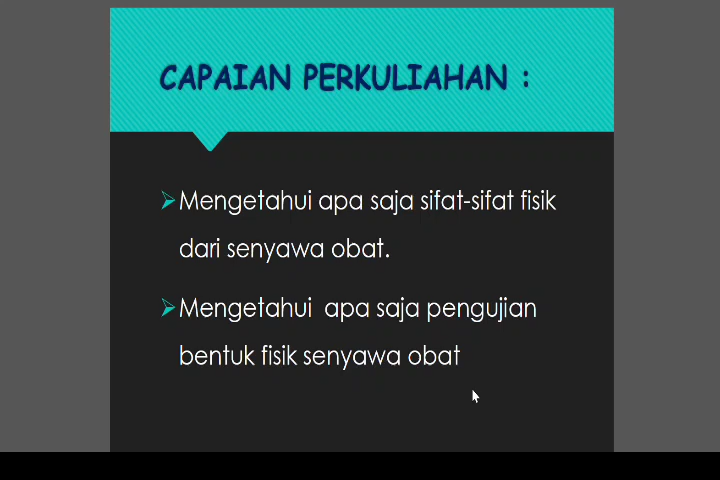 CAPAIAN PERKULIAHAN :
Mengetahui apa saja sifat-sifat fisik
dari senyawa obat.
Mengetahui apa saja pengujian
bentuk fisik senyawa obat